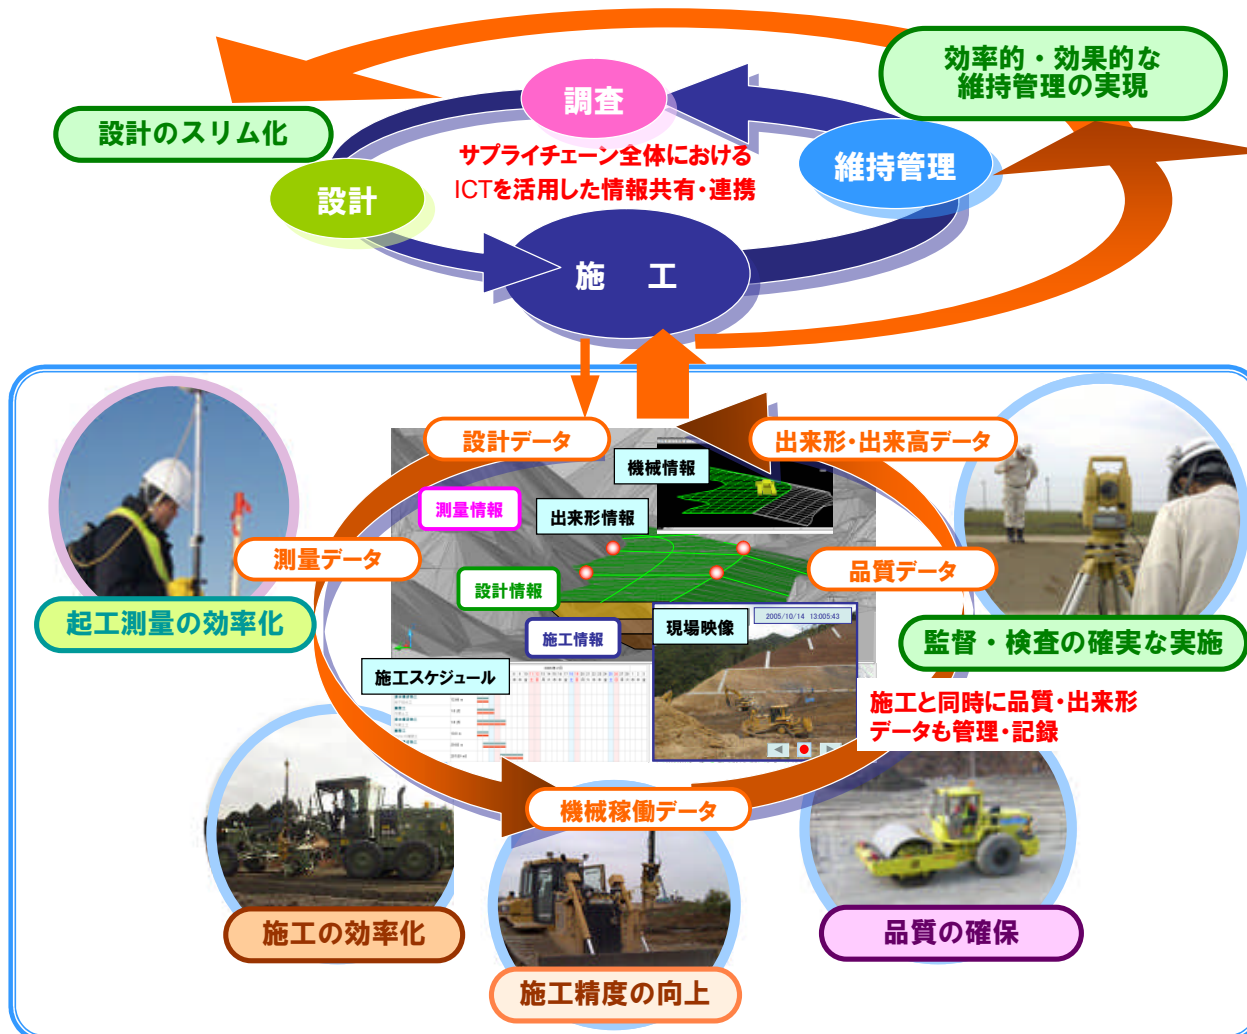 効率的・効果的な
維持管理の実現
調査
設計のスリム化
サプライチェーン全体における
ICTを活用した情報共有・連携
維持管理
設計
施　工
設計データ
出来形・出来高データ
機械情報
測量情報
出来形情報
測量データ
品質データ
設計情報
起工測量の効率化
施工情報
現場映像
2005/10/14 13:005:43
監督・検査の確実な実施
施工スケジュール
施工と同時に品質・出来形
データも管理・記録
機械稼働データ
施工の効率化
品質の確保
施工精度の向上